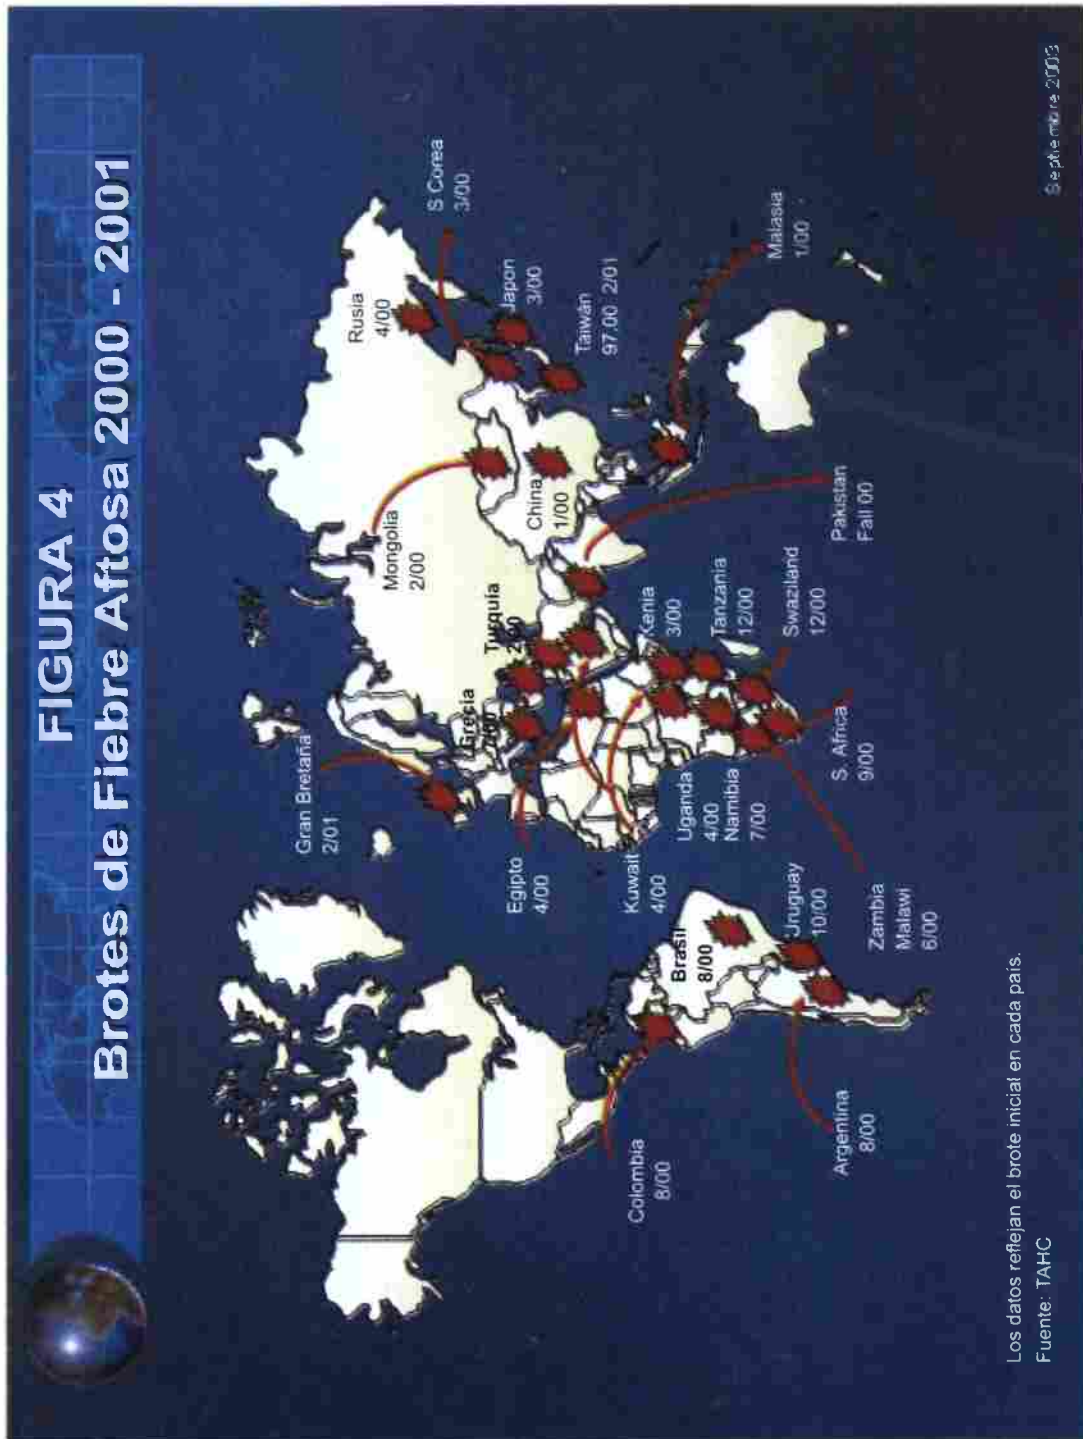 FIGURA 4
Brotes de Fiebre Aftosa 2000 - 2001
Gran Bretaña
2/01
Mongolia
2/00
Rusia
4/00
S Corea
3/00
Japon
3/00
Taiwán
97.00 2/01
China
1/00
Malasia
1/00
Grecia
Turquía
Egipto
4/00
Kuwait
4/00
Uganda
4/00
Namibia
7/00
Kenia
3/00
Tanzania
12/00
Swaziland
12/00
Pakistan
Fall 00
S. Africa
9/00
Zambia
Malawi
6/00
Colombia
8/00
Brasil
8/00
Uruguay
10/00
Argentina
8/00
Los datos reflejan el brote inicial en cada país.
Fuente: TAHC
Septiembre 2003